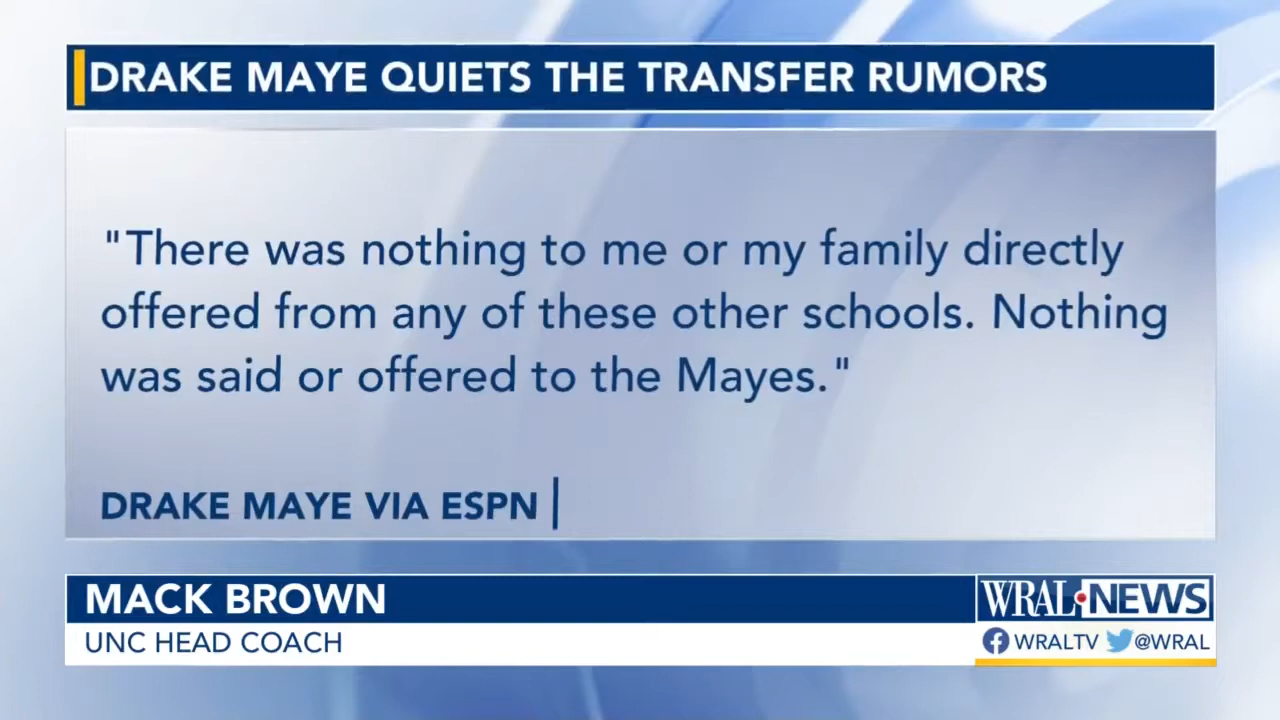 DRAKE MAYE QUIETS THE TRANSFER RUMORS
"There was nothing to me or my family directly
offered from any of these other schools. Nothing
was said or offered to the Mayes."
DRAKE MAYE VIA ESPN
MACK BROWN
UNC HEAD COACH
WRAL NEWS
WRALTV @WRAL